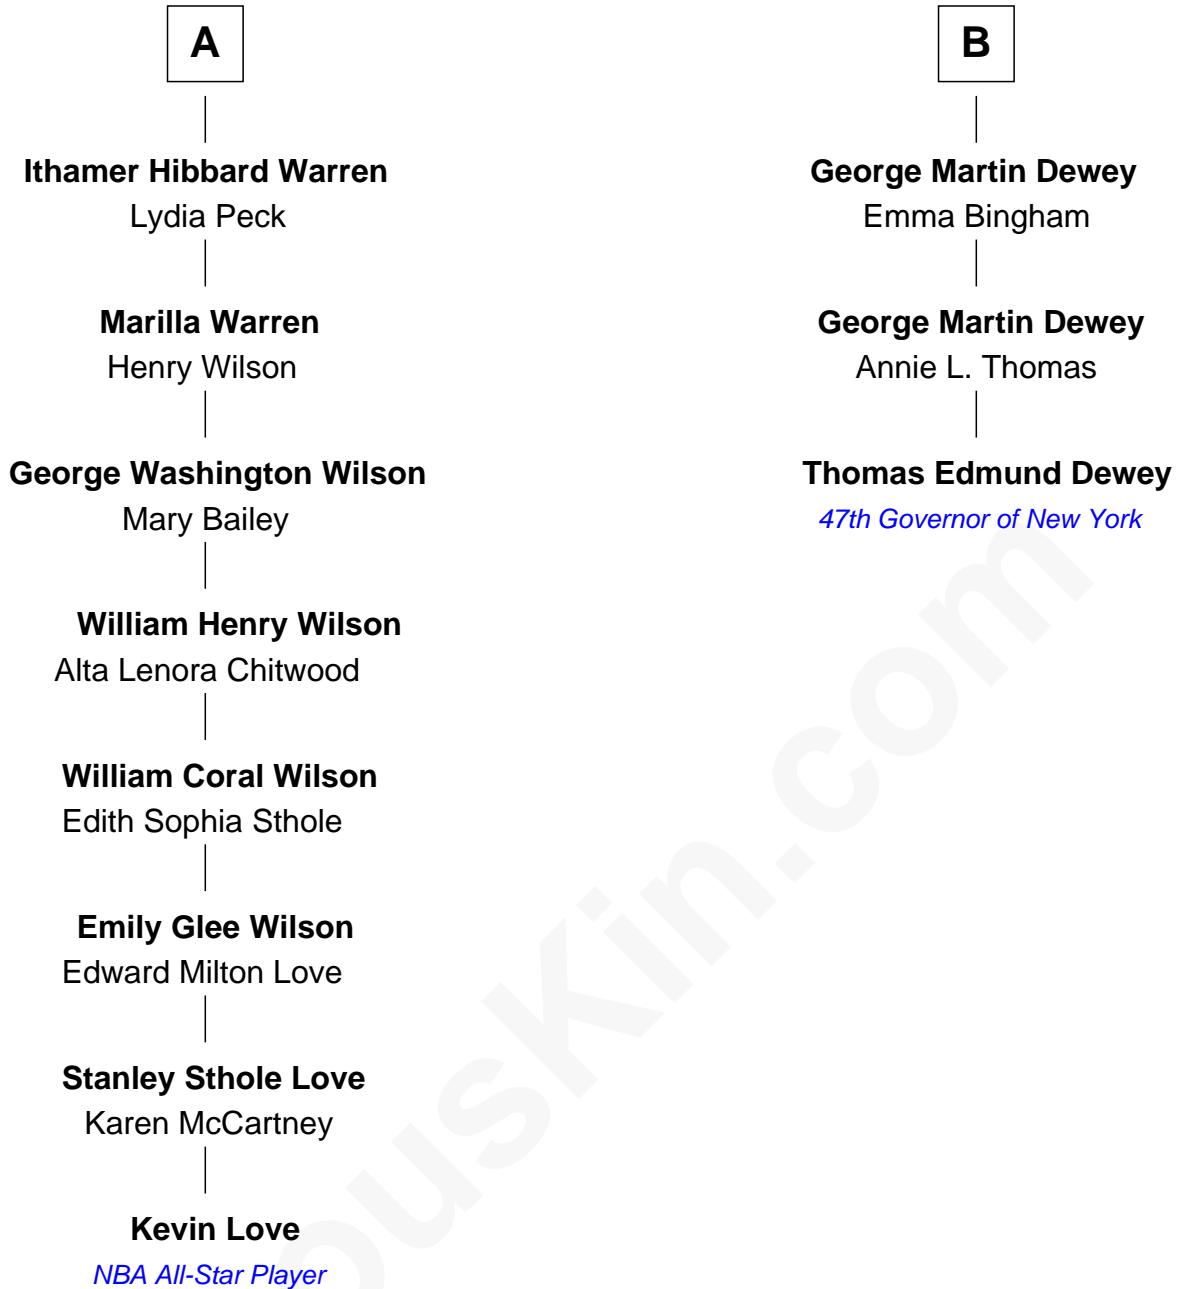 A
Ithamer Hibbard Warren
Lydia Peck
Marilla Warren
Henry Wilson
George Washington Wilson
Mary Bailey
William Henry Wilson
Alta Lenora Chitwood
William Coral Wilson
Edith Sophia Sthole
Emily Glee Wilson
Edward Milton Love
Stanley Sthole Love
Karen McCartney
Kevin Love
NBA All-Star Player
B
George Martin Dewey
Emma Bingham
George Martin Dewey
Annie L. Thomas
Thomas Edmund Dewey
47th Governor of New York
ousKin.com